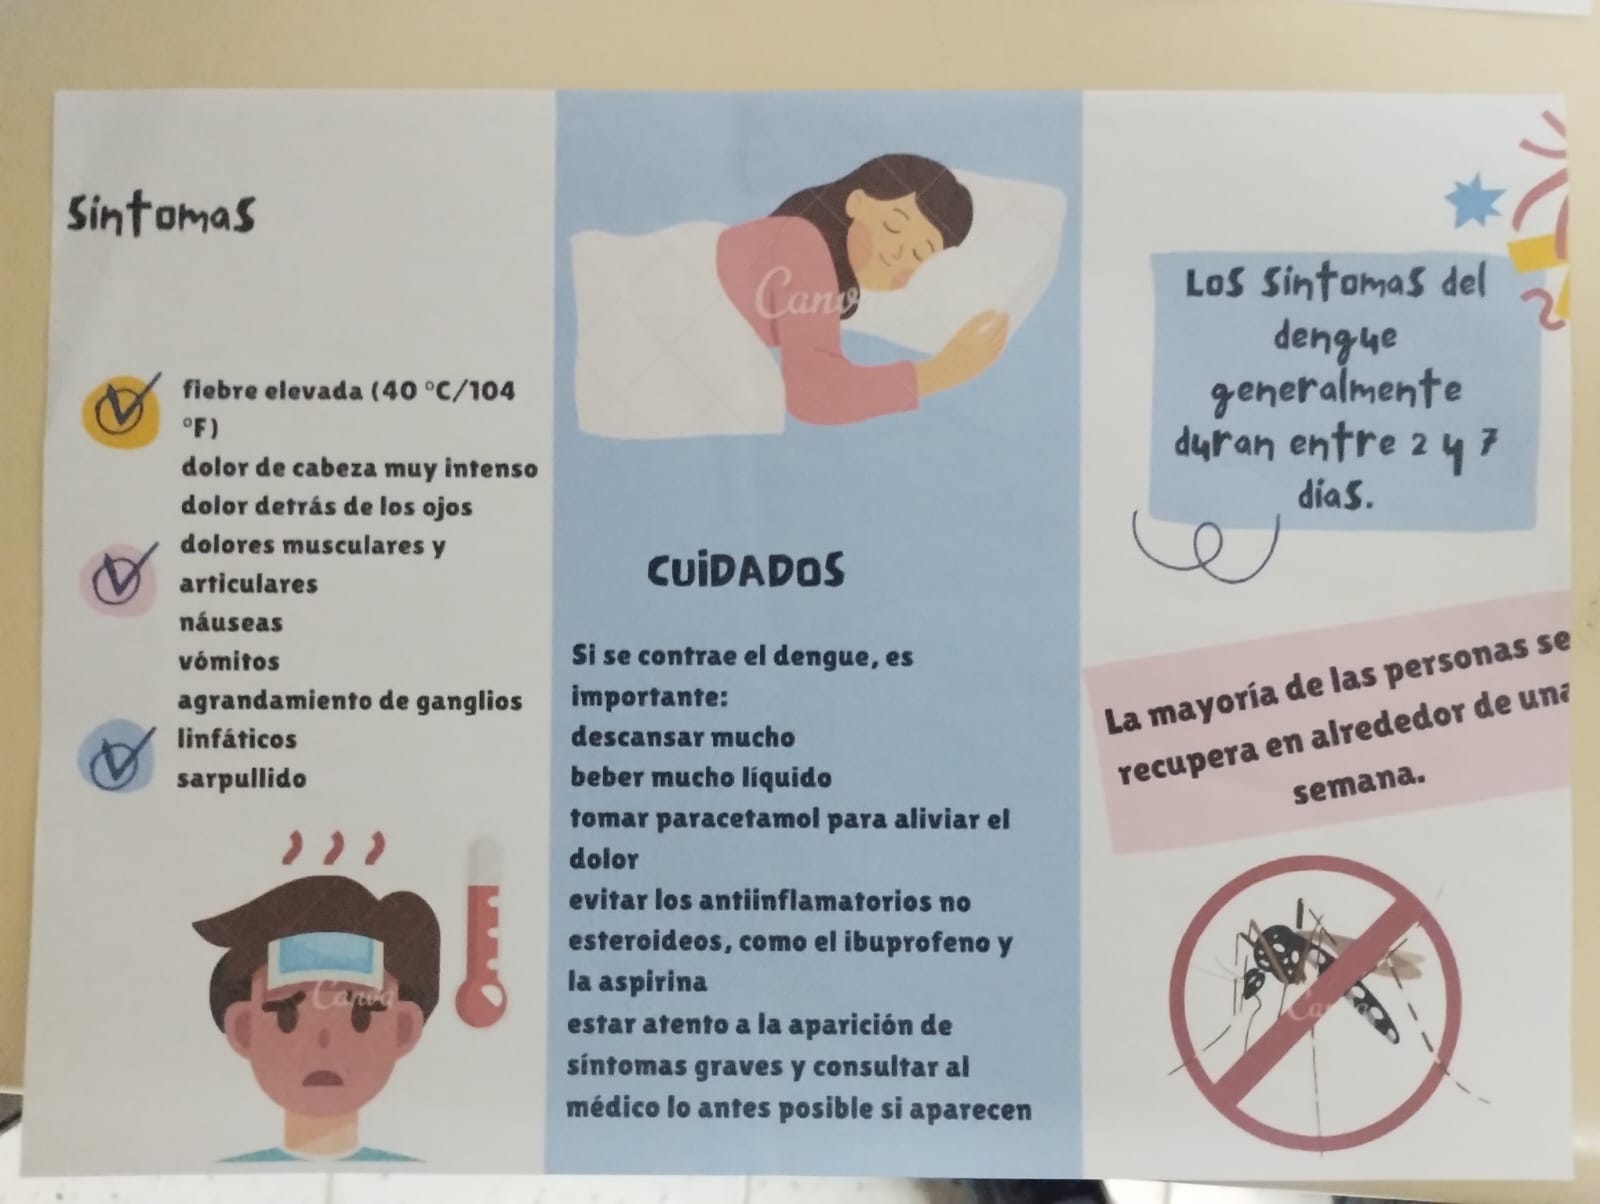 Síntomas
fiebre elevada (40 °C/104
°F)
dolor de cabeza muy intenso
dolor detrás de los ojos
dolores musculares y
articulares
náuseas
vómitos
agrandamiento de ganglios
linfáticos
sarpullido
Canva
Canva
CUIDADOS
Si se contrae el dengue, es
importante:
descansar mucho
beber mucho líquido
tomar paracetamol para aliviar el
dolor
evitar los antiinflamatorios no
esteroideos, como el ibuprofeno y
la aspirina
estar atento a la aparición de
síntomas graves y consultar al
médico lo antes posible si aparecen
Los síntomas del
dengue
generalmente
duran entre 2 y 7
días.
La mayoría de las personas se
recupera en alrededor de una
semana.